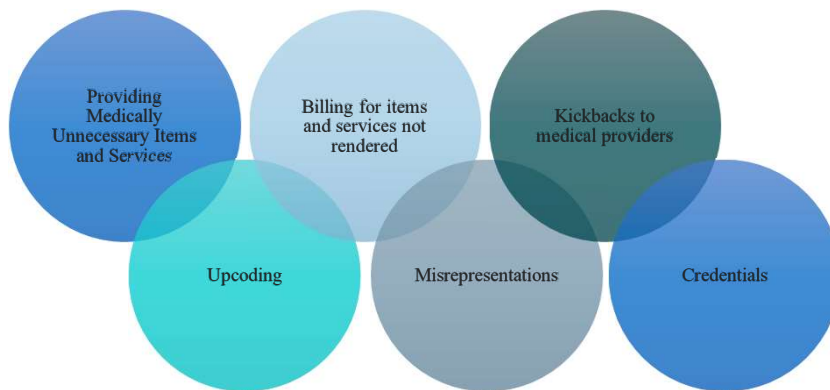 Providing
Medically
Unnecessary Items
and Services
Billing for items
and services not
rendered
Kickbacks to
medical providers
Upcoding
Misrepresentations
Credentials